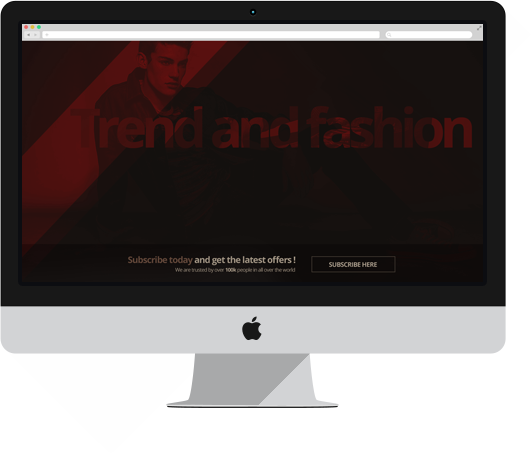 Trend and fashion
Subscribe today and get the latest offers !
We are trusted by over 100k people in all over the world
SUBSCRIBE HERE